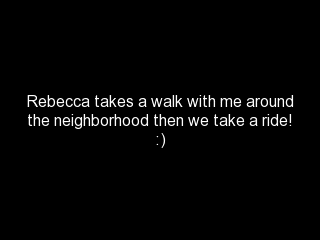 Rebecca takes a walk with me around
the neighborhood then we take a ride!
:)